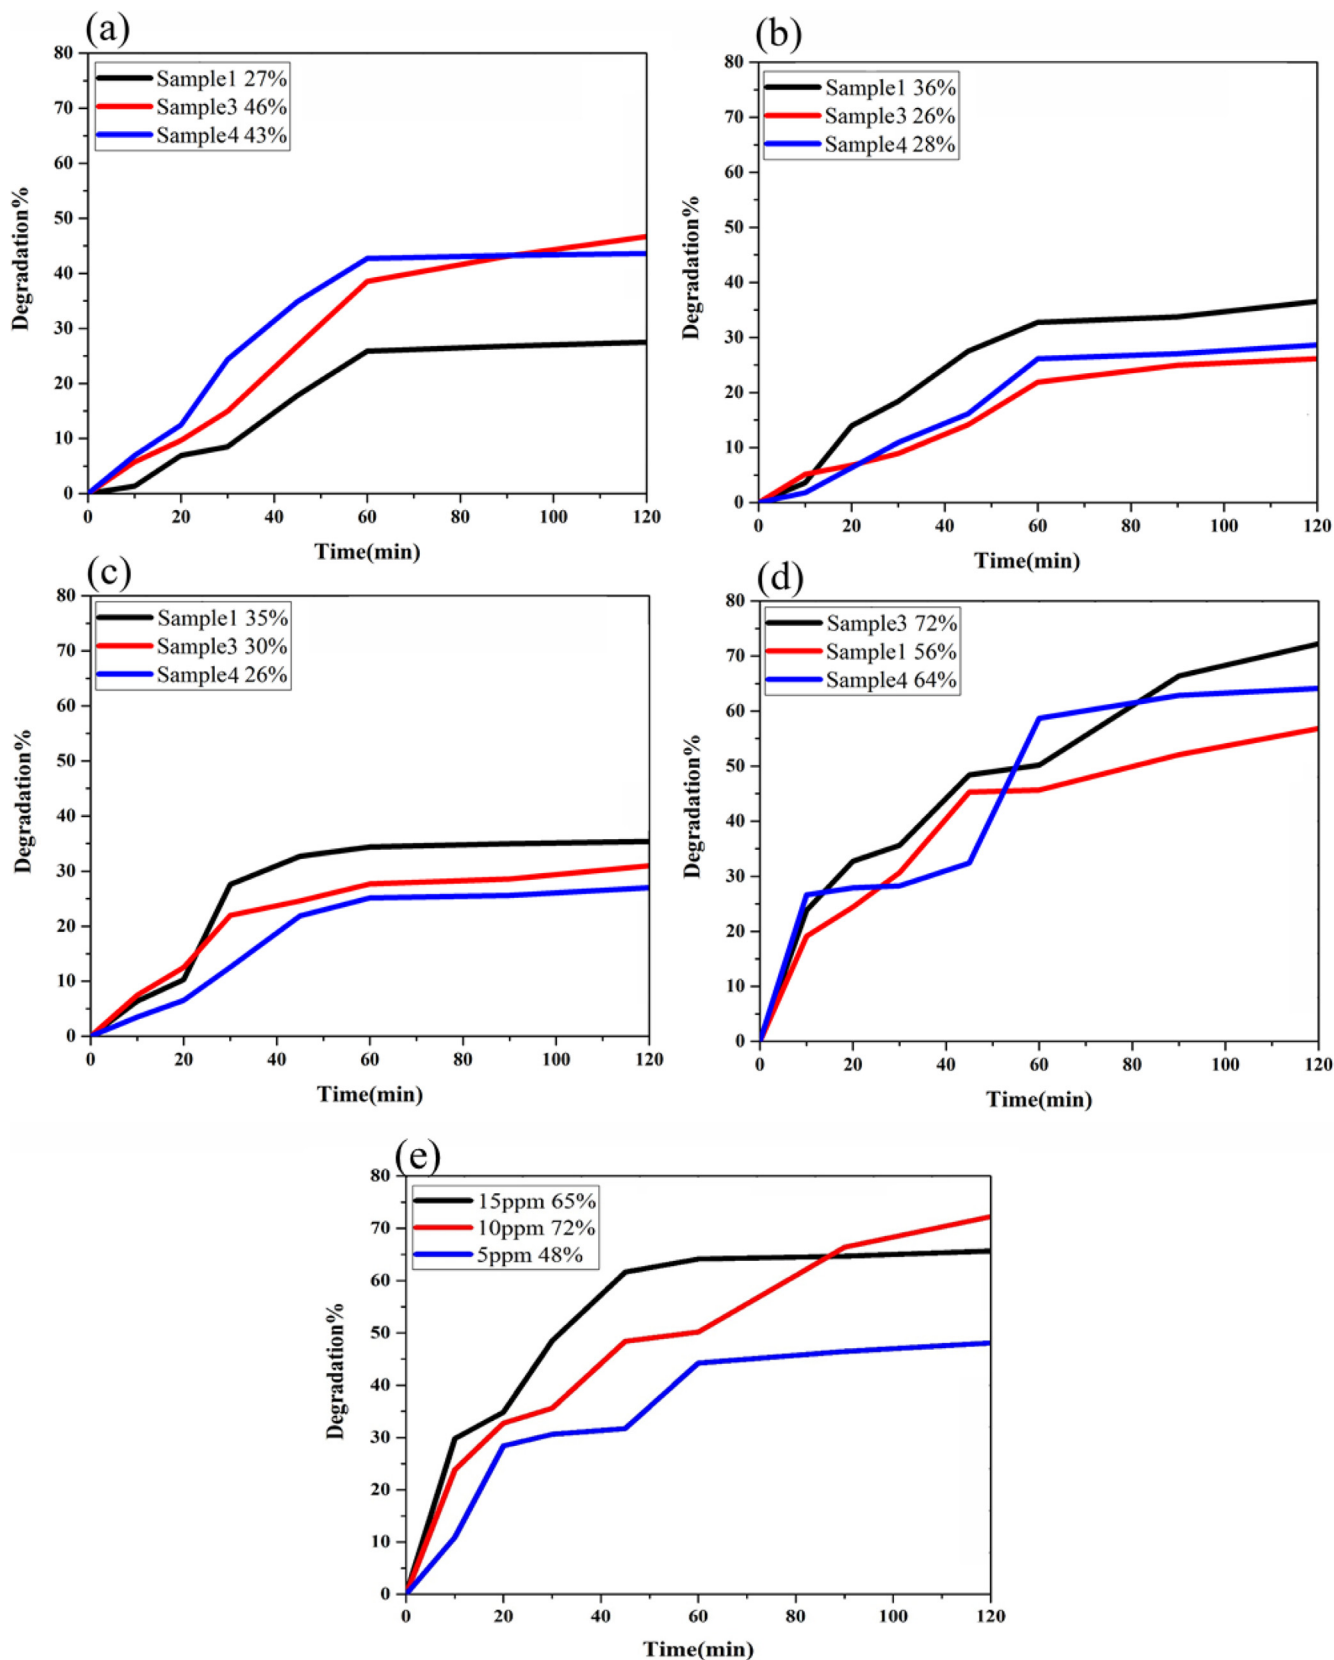 (a)
Sample1 27%
Sample3 46%
Sample4 43%
80
70
60
50
40
30
20
10
0
Degradation%
0 20 40 60 80 100 120
Time(min)
(b)
Sample1 36%
Sample3 26%
Sample4 28%
80
70
60
50
40
30
20
10
0
Degradation%
0 20 40 60 80 100 120
Time(min)
(c)
Sample1 35%
Sample3 30%
Sample4 26%
80
70
60
50
40
30
20
10
0
Degradation%
0 20 40 60 80 100 120
Time(min)
(d)
Sample3 72%
Sample1 56%
Sample4 64%
80
70
60
50
40
30
20
10
0
Degradation%
0 20 40 60 80 100 120
Time(min)
(e)
15ppm 65%
10ppm 72%
5ppm 48%
80
70
60
50
40
30
20
10
0
Degradation%
0 20 40 60 80 100 120
Time(min)